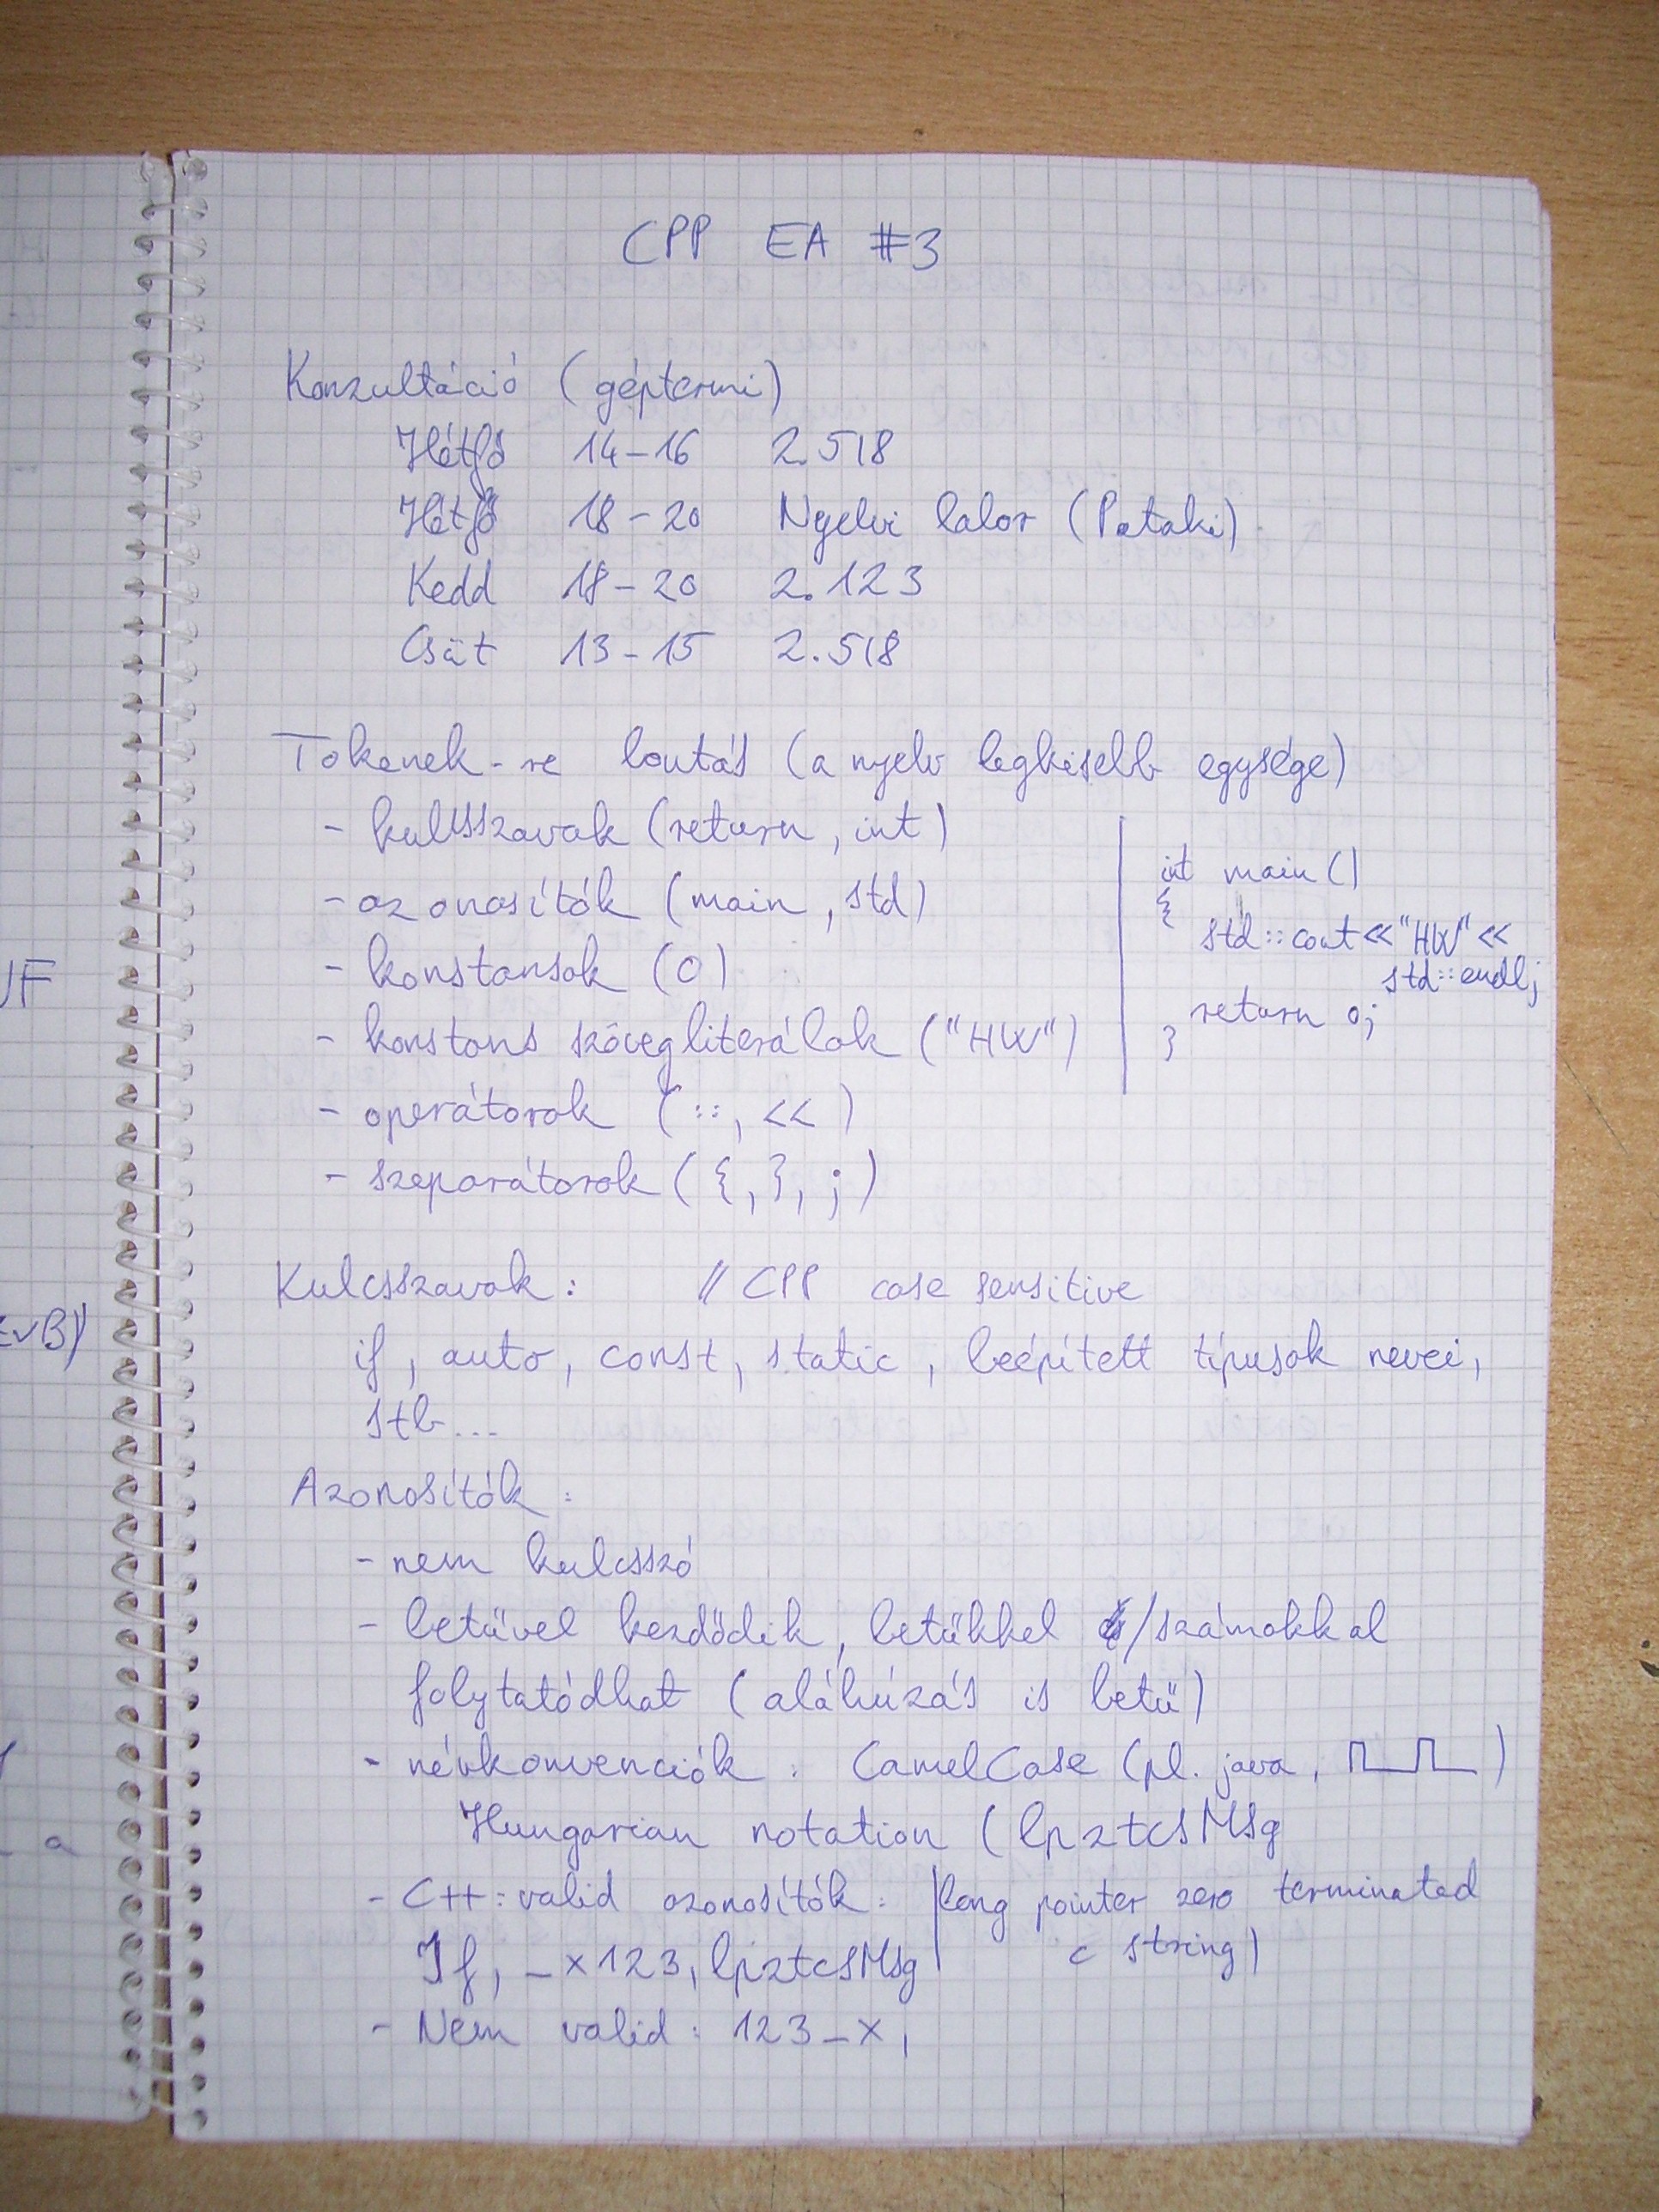 CPP EA #3
Konzultáció (géptermi)
Hétfő 14-16 2.518
Hétfő 18-20 Nyelvi labor (Pataki)
Kedd 18-20 2.123
Csüt 13-15 2.518
Tokenek-re bontás (a nyelv legkisebb egysége)
- kulcsszavak (return, int)
- azonosítók (main, std)
- konstansok (0)
- konstans szövegliterálok ("HW")
- operátorok (::, <<)
- szeparátorok ({, }, ;)
int main()
{
std::cout<<"HW"<<
std::endl;
return 0;
}
Kulcsszavak: // CPP case sensitive
if, auto, const, static, beépített típusok nevei,
stb...
Azonosítók:
- nem kulcsszó
- betűvel kezdődik, betűkkel /számokkal
folytatódhat (aláhúzás is betű)
- névkonvenciók: CamelCase (pl. java, )
Hungarian notation (lpztcsMsg
long pointer zero terminated
c string)
- C++: valid azonosítók:
If, _x123, lpztcsMsg
- Nem valid: 123_x,
UF
EvB)
a